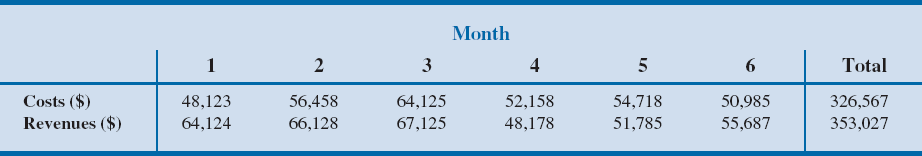 Month
1 2 3 4 5 6 Total
Costs ($) 48,123 56,458 64,125 52,158 54,718 50,985 326,567
Revenues ($) 64,124 66,128 67,125 48,178 51,785 55,687 353,027